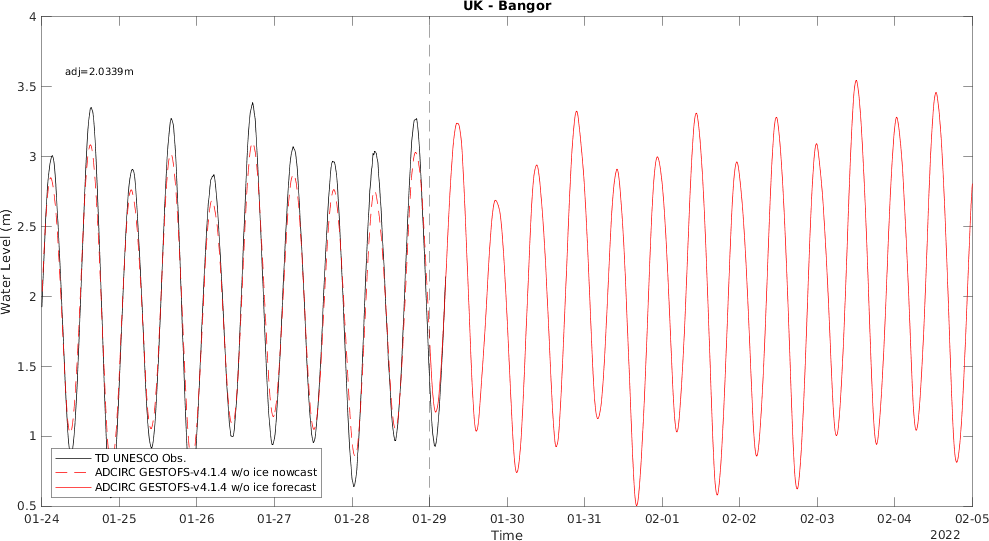 UK - Bangor
4
adj=2.0339m
3.5
3
2.5
Water Level (m)
2
1.5
1
TD UNESCO Obs.
ADCIRC GESTOFS-v4.1.4 w/o ice nowcast
ADCIRC GESTOFS-v4.1.4 w/o ice forecast
0.5
01-24 01-25 01-26 01-27 01-28 01-29 01-30 01-31 02-01 02-02 02-03 02-04 02-05
Time
2022